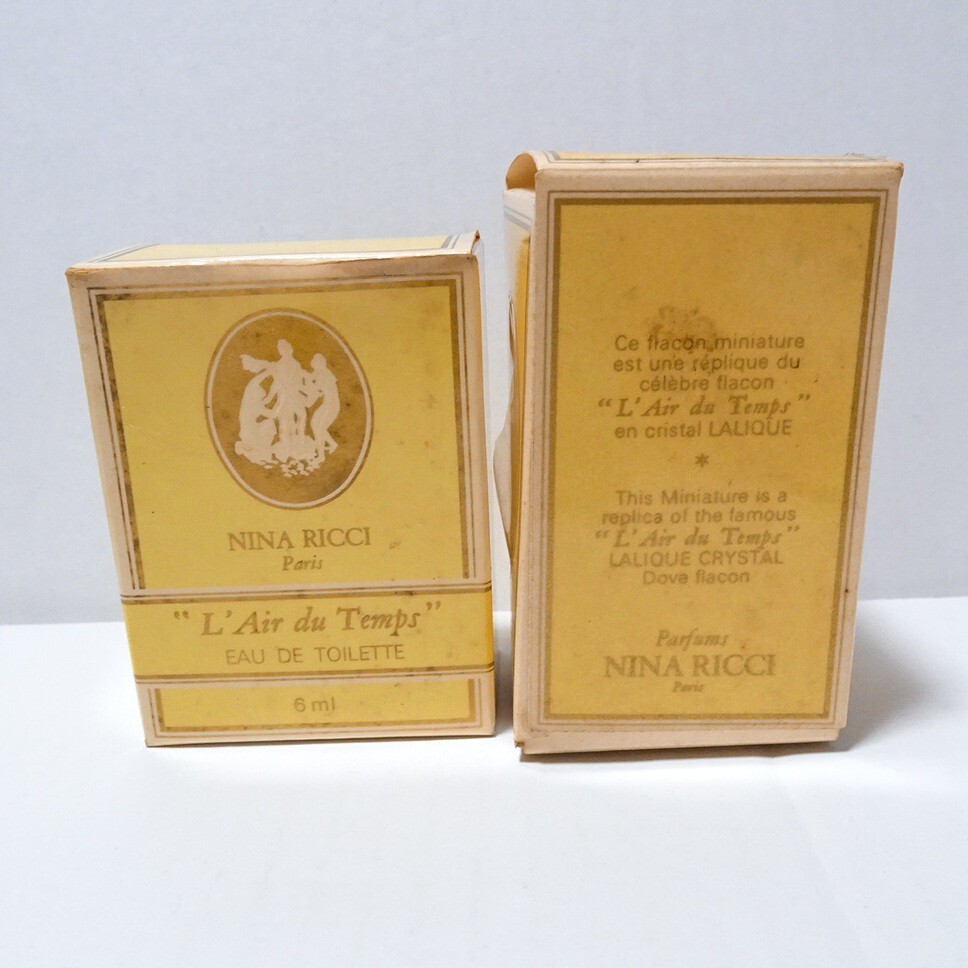 NINA RICCI
Paris
"L'Air du Temps"
EAU DE TOILETTE
6 ml
Ce flacon miniature
est une réplique du
célèbre flacon
"L'Air du Temps"
en cristal LALIQUE
*
This Miniature is a
replica of the famous
"L'Air du Temps"
LALIQUE CRYSTAL
Dove flacon
Parfums
NINA RICCI
Paris